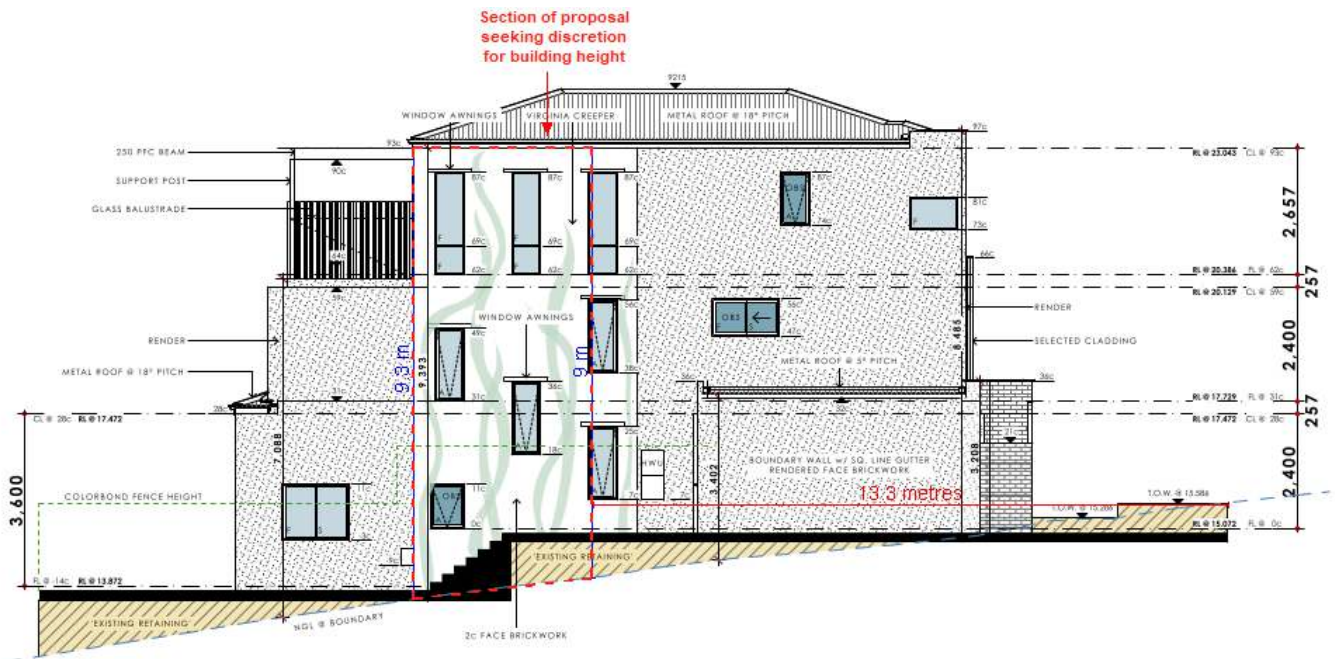 Section of proposal
seeking discretion
for building height
9215
WINDOW AWNINGS
VIRGINIA CREEPER
METAL ROOF @ 18° PITCH
97c
93c
250 PFC BEAM
90c
SUPPORT POST
GLASS BALUSTRADE
64c
59c
87c
87c
87c
87c
OBS
74c
81c
73c
F
66c
69c
69c
69c
F
F
62c
62c
62c
RL @ 23.043 CL @ 93c
2,657
RL @ 20.386 FL @ 62c
257
RL @ 20.129 CL @ 59c
WINDOW AWNINGS
56c
56c
OBS
F S
47c
49c
RENDER
RENDER
SELECTED CLADDING
8.485
2,400
METAL ROOF @ 18° PITCH
METAL ROOF @ 5° PITCH
9.3 m
9.393
9 m
38c
36c
36c
36c
31c
31c
32c
28c
RL @ 17.729 FL @ 31c
257
RL @ 17.472 CL @ 28c
CL @ 28c RL @ 17.472
7.088
25c
18c
HWU
BOUNDARY WALL w/ SQ. LINE GUTTER
RENDERED FACE BRICKWORK
3.402
3.208
2,400
3,600
COLORBOND FENCE HEIGHT
11c
F S
11c
OBS
0c
7c
13.3 metres
T.O.W. @ 15.586
T.O.W. @ 15.286
RL @ 15.072 FL @ 0c
FL @ -14c RL @ 13.872
'EXISTING RETAINING'
'EXISTING RETAINING'
NGL @ BOUNDARY
2c FACE BRICKWORK